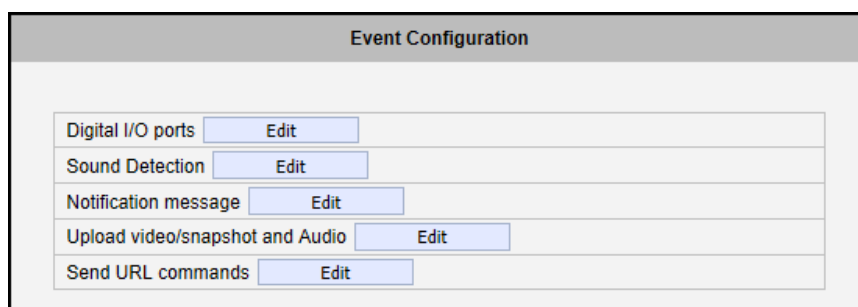 Event Configuration
Digital I/O ports Edit
Sound Detection Edit
Notification message Edit
Upload video/snapshot and Audio Edit
Send URL commands Edit